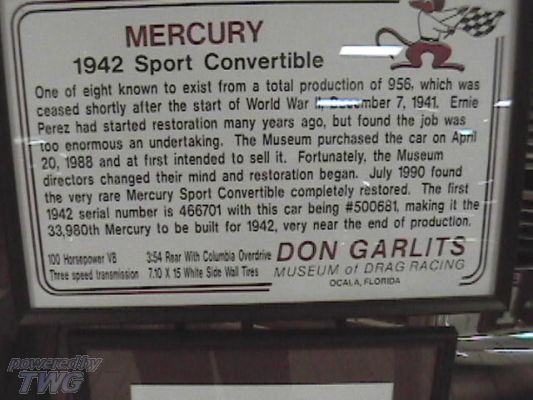 MERCURY
1942 Sport Convertible
One of eight known to exist from a total production of 956, which was
ceased shortly after the start of World War II, December 7, 1941. Ernie
Perez had started restoration many years ago, but found the job was
too enormous an undertaking. The Museum purchased the car on April
20, 1988 and at first intended to sell it. Fortunately, the Museum
directors changed their mind and restoration began. July 1990 found
the very rare Mercury Sport Convertible completely restored. The first
1942 serial number is 466701 with this car being #500681, making it the
33,980th Mercury to be built for 1942, very near the end of production.
100 Horsepower V8 3:54 Rear With Columbia Overdrive
Three speed transmission 7.10 X 15 White Side Wall Tires
DON GARLITS
MUSEUM of DRAG RACING
OCALA, FLORIDA
powered by
TWG